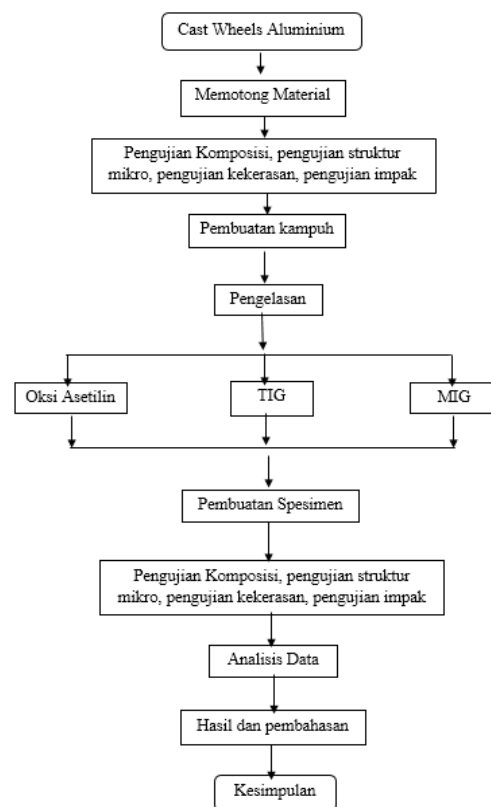 Cast Wheels Aluminium
Memotong Material
Pengujian Komposisi, pengujian struktur
mikro, pengujian kekerasan, pengujian impak
Pembuatan kampuh
Pengelasan
Oksi Asetilin
TIG
MIG
Pembuatan Spesimen
Pengujian Komposisi, pengujian struktur
mikro, pengujian kekerasan, pengujian impak
Analisis Data
Hasil dan pembahasan
Kesimpulan